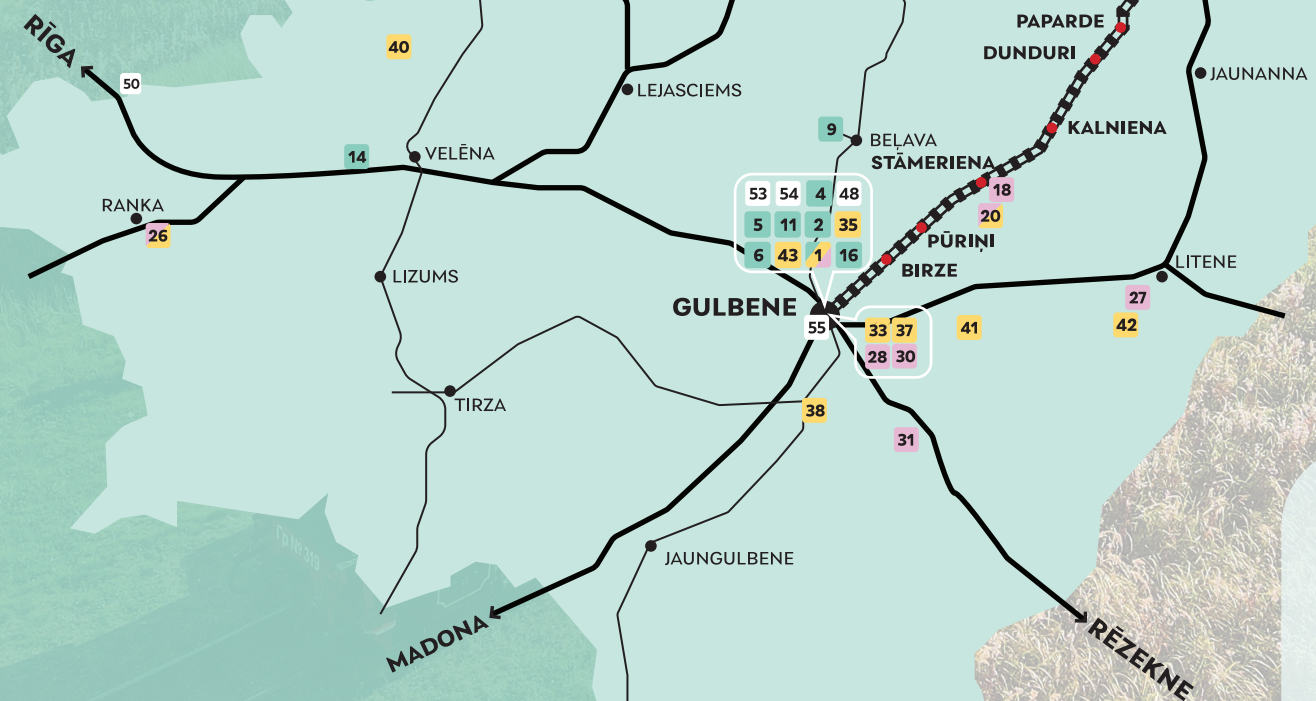 PAPARDE
RĪGA
40
DUNDURI
JAUNANNA
50
LEJASCIEMS
KALNIENA
9
BEĻAVA
14
VELĒNA
STĀMERIENA
53 54 4 48
18
RANKA
20
5 11 2 35
26
PŪRIŅI
6 43 1 16
BIRZE
LITENE
LIZUMS
27
GULBENE
55
33 37
41
42
28 30
TIRZA
38
31
JAUNGULBENE
MADONA
RĒZEKNE